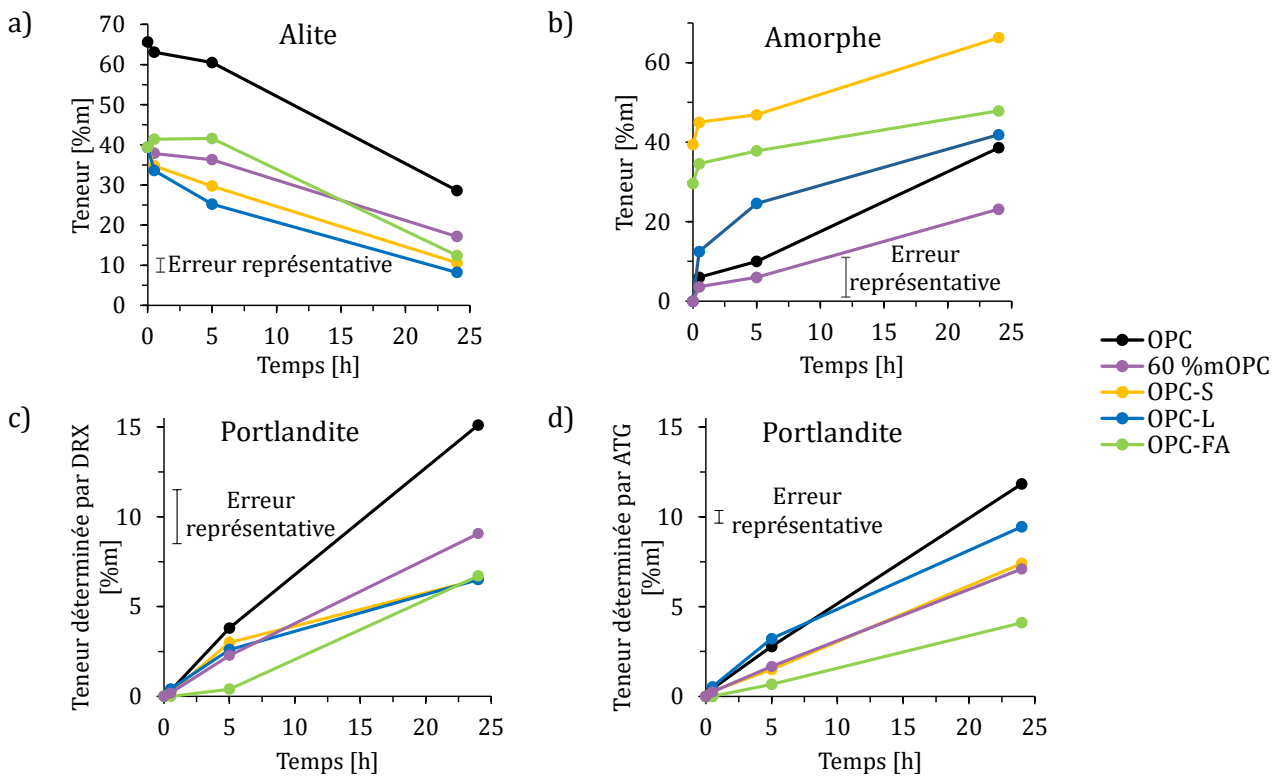 a)
Alite
Teneur [%m]
70
60
50
40
30
20
10
0
Erreur représentative
0 5 10 15 20 25
Temps [h]
b)
Amorphe
Teneur [%m]
60
40
20
0
Erreur
représentative
0 5 10 15 20 25
Temps [h]
OPC
60 %mOPC
OPC-S
OPC-L
OPC-FA
c)
Portlandite
Teneur déterminée par DRX
[%m]
15
10
5
0
Erreur
représentative
0 5 10 15 20 25
Temps [h]
d)
Portlandite
Teneur déterminée par ATG
[%m]
15
10
5
0
Erreur
représentative
0 5 10 15 20 25
Temps [h]